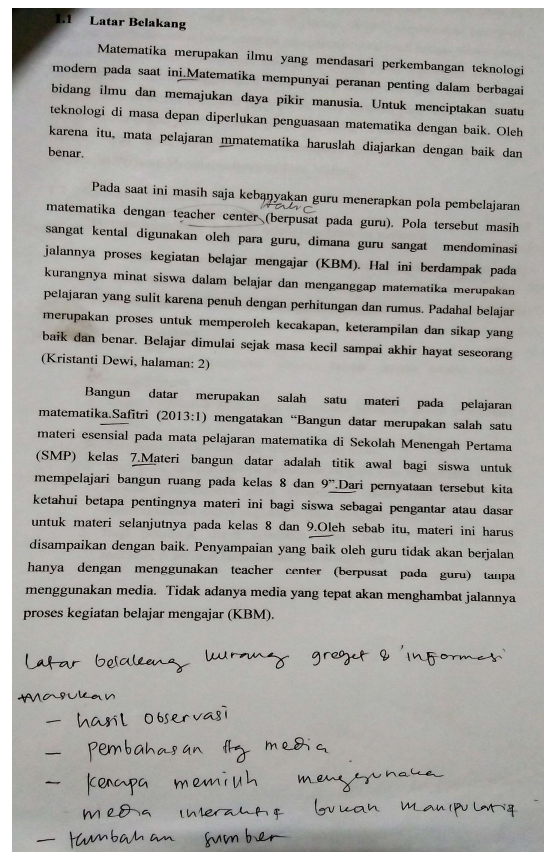 1.1 Latar Belakang
Matematika merupakan ilmu yang mendasari perkembangan teknologi
modern pada saat ini.Matematika mempunyai peranan penting dalam berbagai
bidang ilmu dan memajukan daya pikir manusia. Untuk menciptakan suatu
teknologi di masa depan diperlukan penguasaan matematika dengan baik. Oleh
karena itu, mata pelajaran mmatematika haruslah diajarkan dengan baik dan
benar.
Pada saat ini masih saja kebanyakan guru menerapkan pola pembelajaran
Italic
matematika dengan teacher center (berpusat pada guru). Pola tersebut masih
sangat kental digunakan oleh para guru, dimana guru sangat mendominasi
jalannya proses kegiatan belajar mengajar (KBM). Hal ini berdampak pada
kurangnya minat siswa dalam belajar dan menganggap matematika merupakan
pelajaran yang sulit karena penuh dengan perhitungan dan rumus. Padahal belajar
merupakan proses untuk memperoleh kecakapan, keterampilan dan sikap yang
baik dan benar. Belajar dimulai sejak masa kecil sampai akhir hayat seseorang
(Kristanti Dewi, halaman: 2)
Bangun datar merupakan salah satu materi pada pelajaran
matematika.Safitri (2013:1) mengatakan “Bangun datar merupakan salah satu
materi esensial pada mata pelajaran matematika di Sekolah Menengah Pertama
(SMP) kelas 7.Materi bangun datar adalah titik awal bagi siswa untuk
mempelajari bangun ruang pada kelas 8 dan 9”.Dari pernyataan tersebut kita
ketahui betapa pentingnya materi ini bagi siswa sebagai pengantar atau dasar
untuk materi selanjutnya pada kelas 8 dan 9.Oleh sebab itu, materi ini harus
disampaikan dengan baik. Penyampaian yang baik oleh guru tidak akan berjalan
hanya dengan menggunakan teacher center (berpusat pada guru) tanpa
menggunakan media. Tidak adanya media yang tepat akan menghambat jalannya
proses kegiatan belajar mengajar (KBM).
Latar belakang kurang greget & informasi
masukan
- hasil observasi
- pembahasan ttg media
- kenapa memilih menggunakan
media interaktif bukan manipulatif
- tambahan sumber